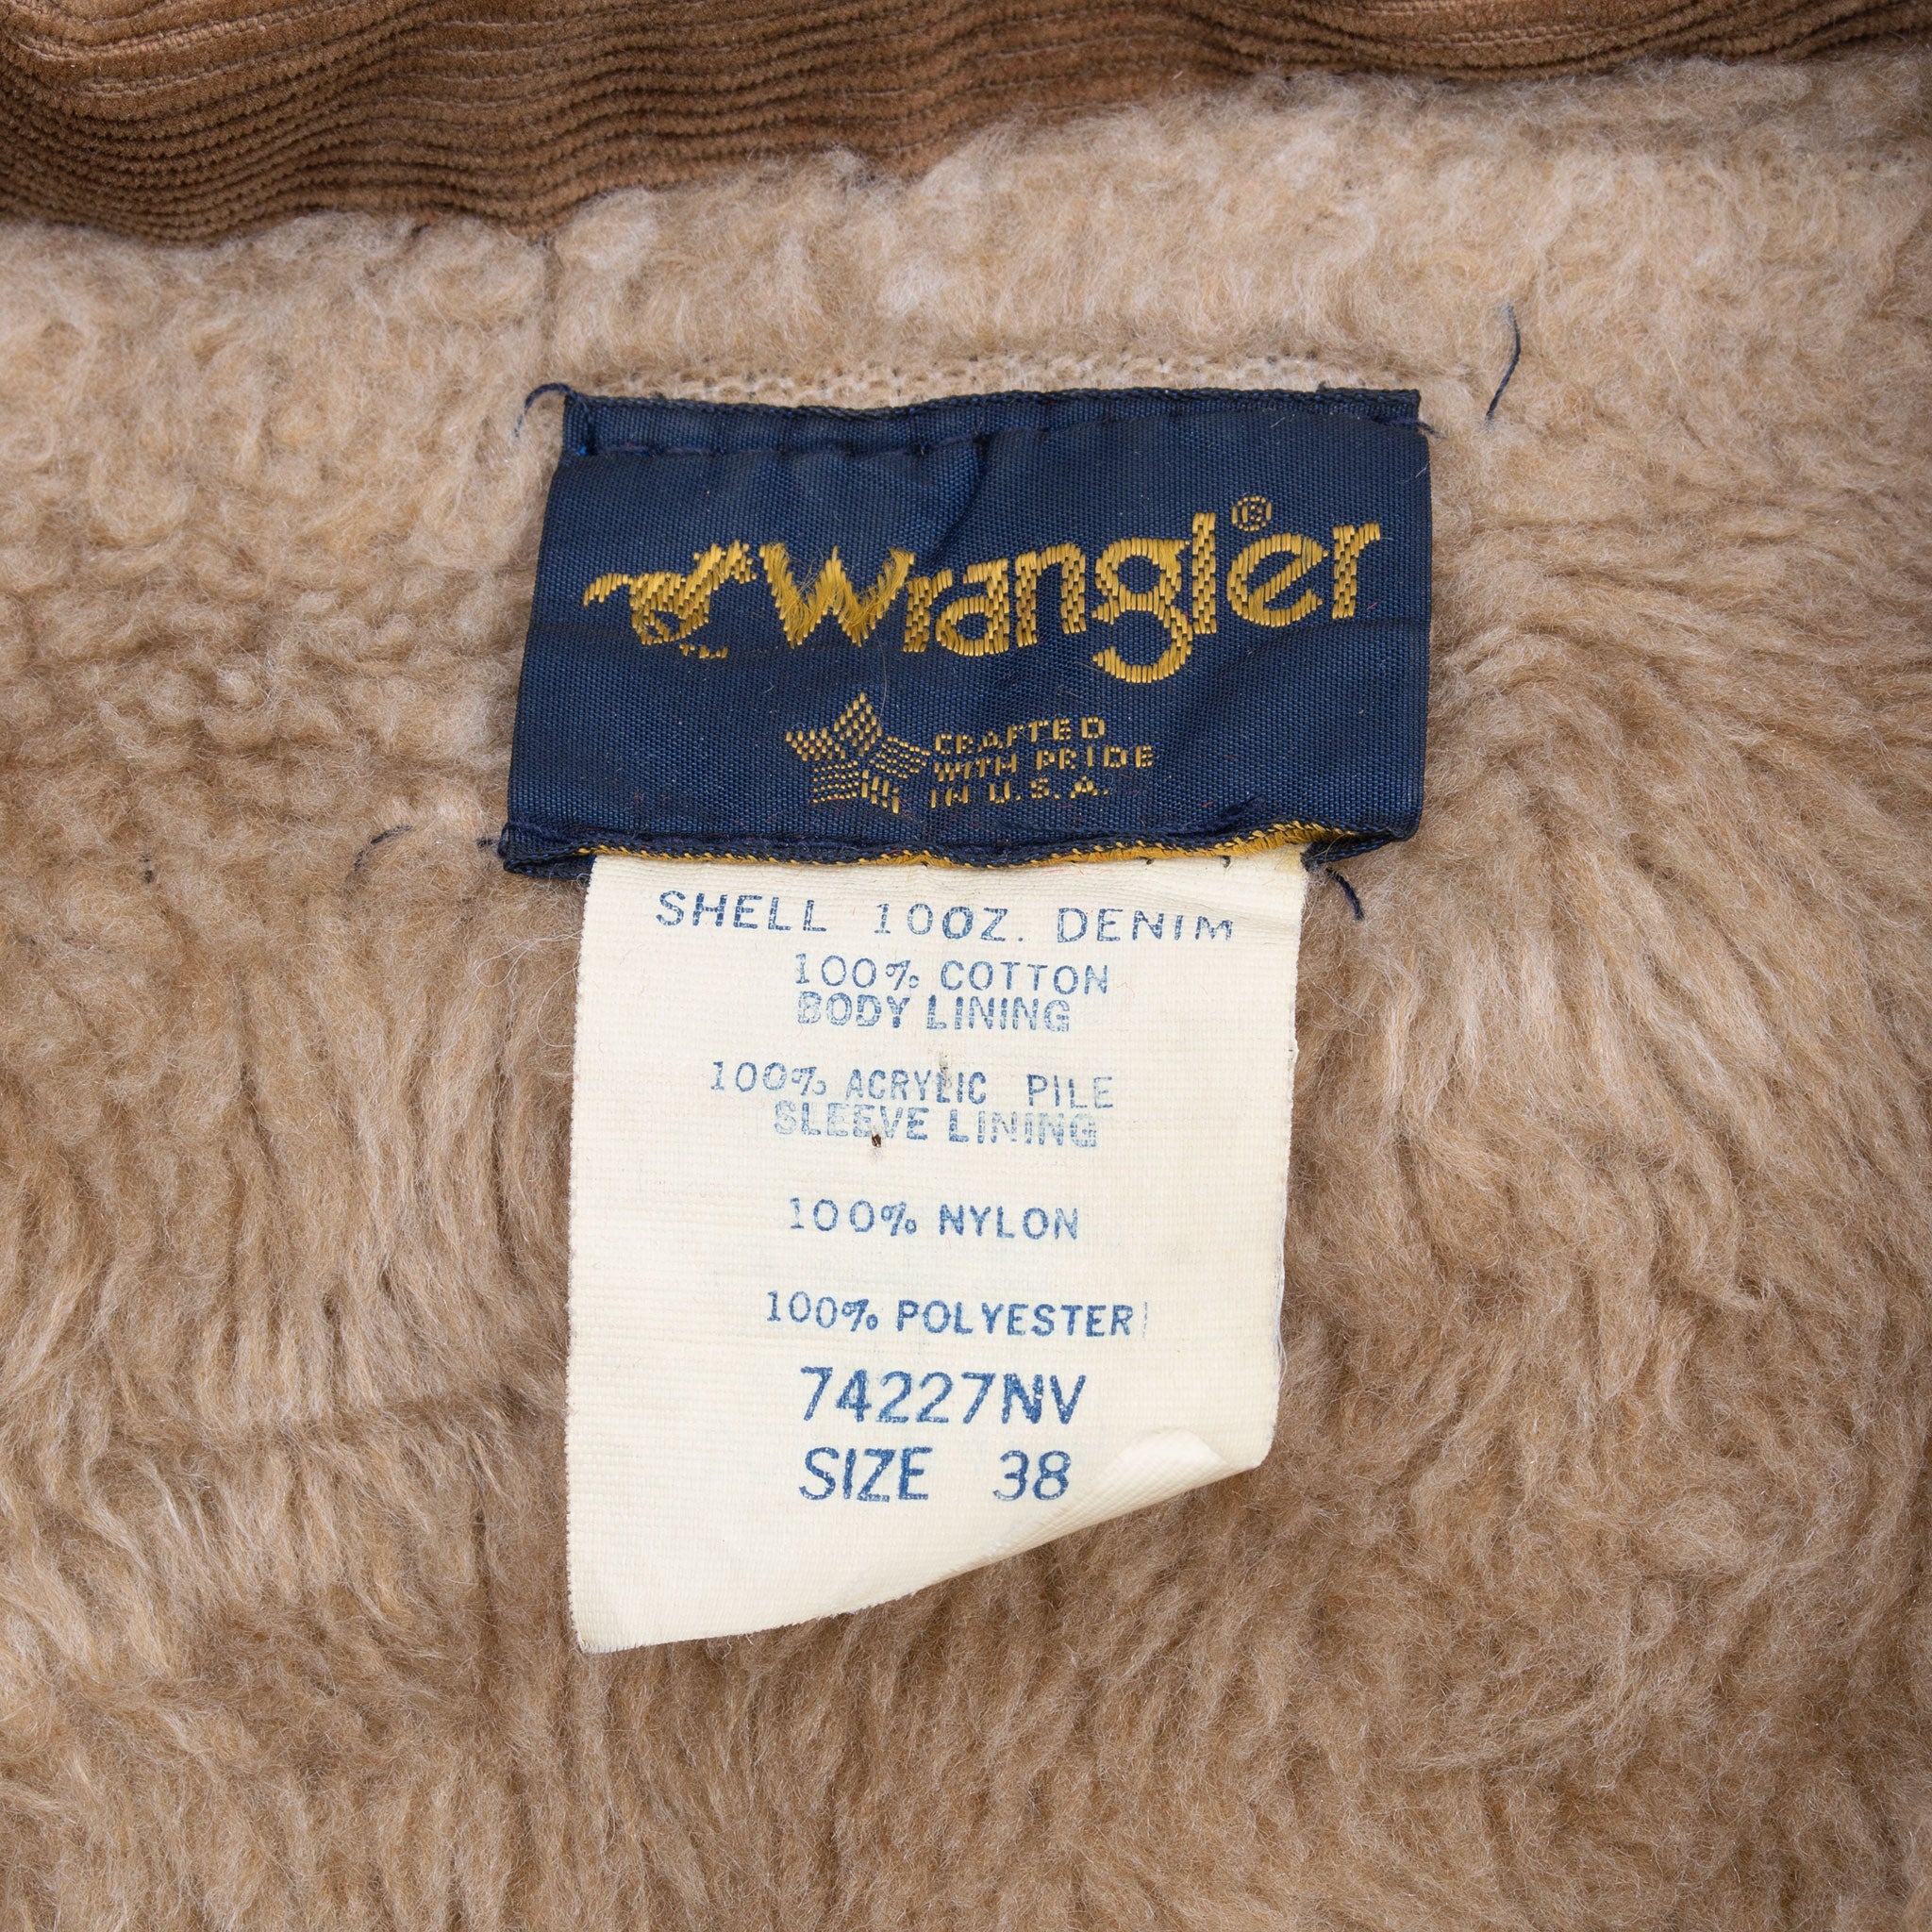 Wrangler®
TM
CRAFTED
WITH PRIDE
IN U.S.A.
SHELL 10OZ. DENIM
100% COTTON
BODY LINING
100% ACRYLIC PILE
SLEEVE LINING
100% NYLON
100% POLYESTER
74227NV
SIZE 38